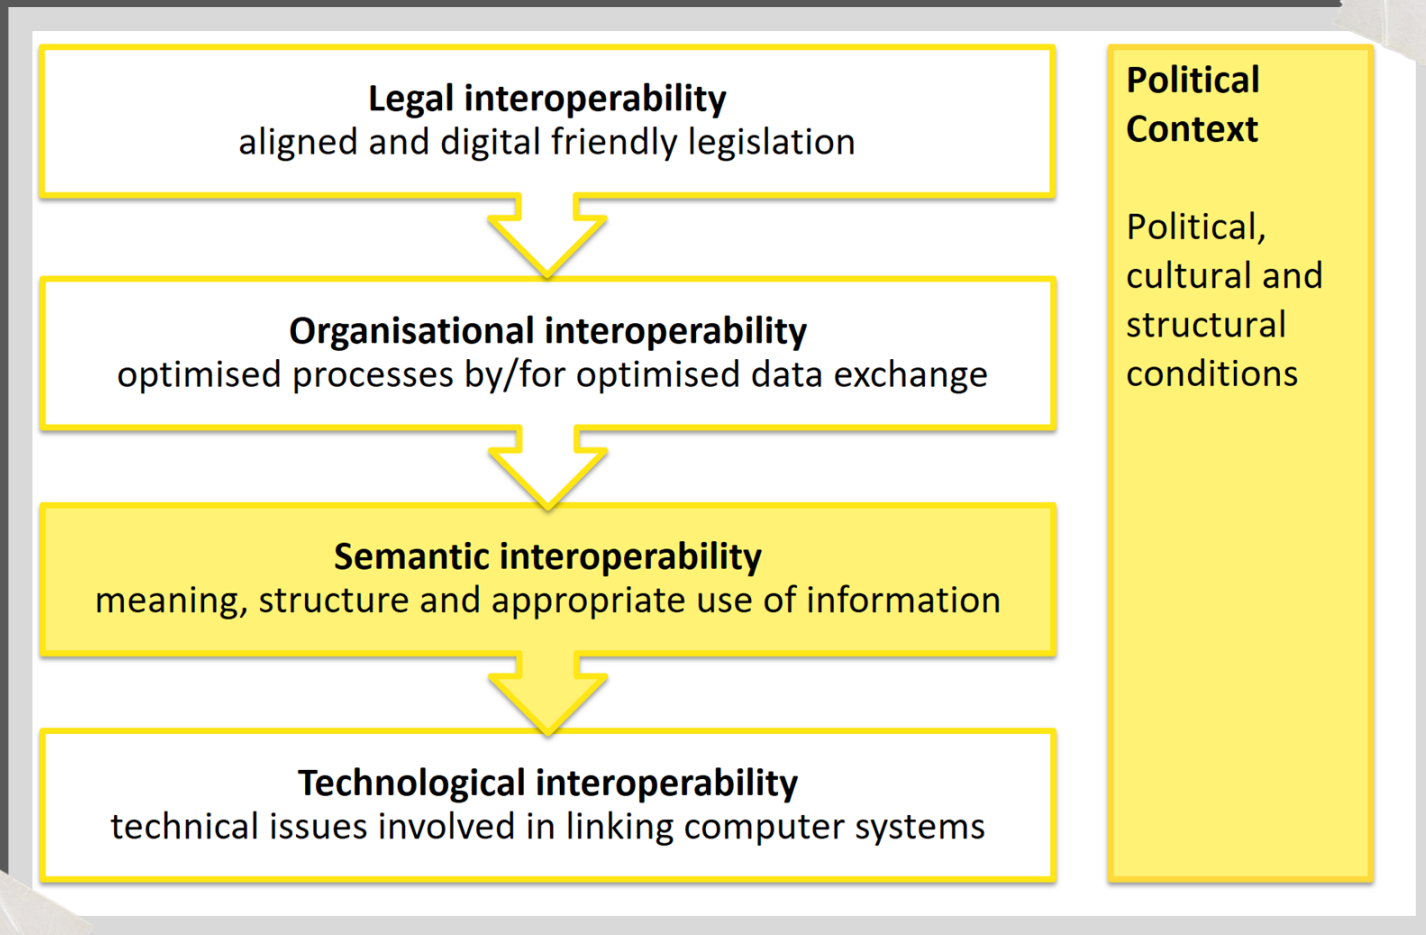 Legal interoperability
aligned and digital friendly legislation
Organisational interoperability
optimised processes by/for optimised data exchange
Semantic interoperability
meaning, structure and appropriate use of information
Technological interoperability
technical issues involved in linking computer systems
Political
Context
Political,
cultural and
structural
conditions